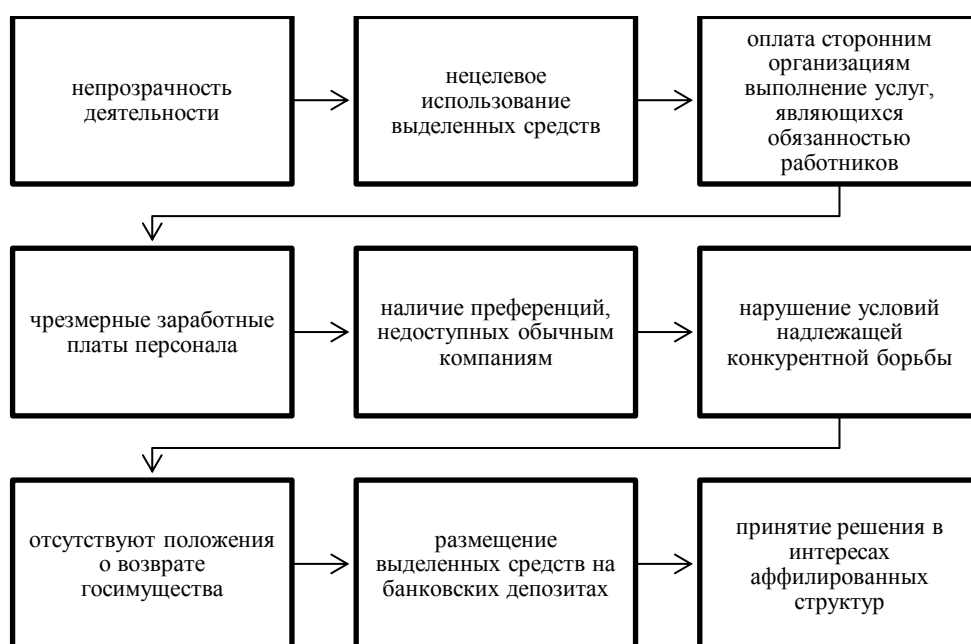 непрозрачность
деятельности
нецелевое
использование
выделенных средств
оплата сторонним
организациям
выполнение услуг,
являющихся
обязанностью
работников
чрезмерные заработные
платы персонала
наличие преференций,
недоступных обычным
компаниям
нарушение условий
надлежащей
конкурентной борьбы
отсутствуют положения
о возврате
госимущества
размещение
выделенных средств на
банковских депозитах
принятие решения в
интересах
аффилированных
структур